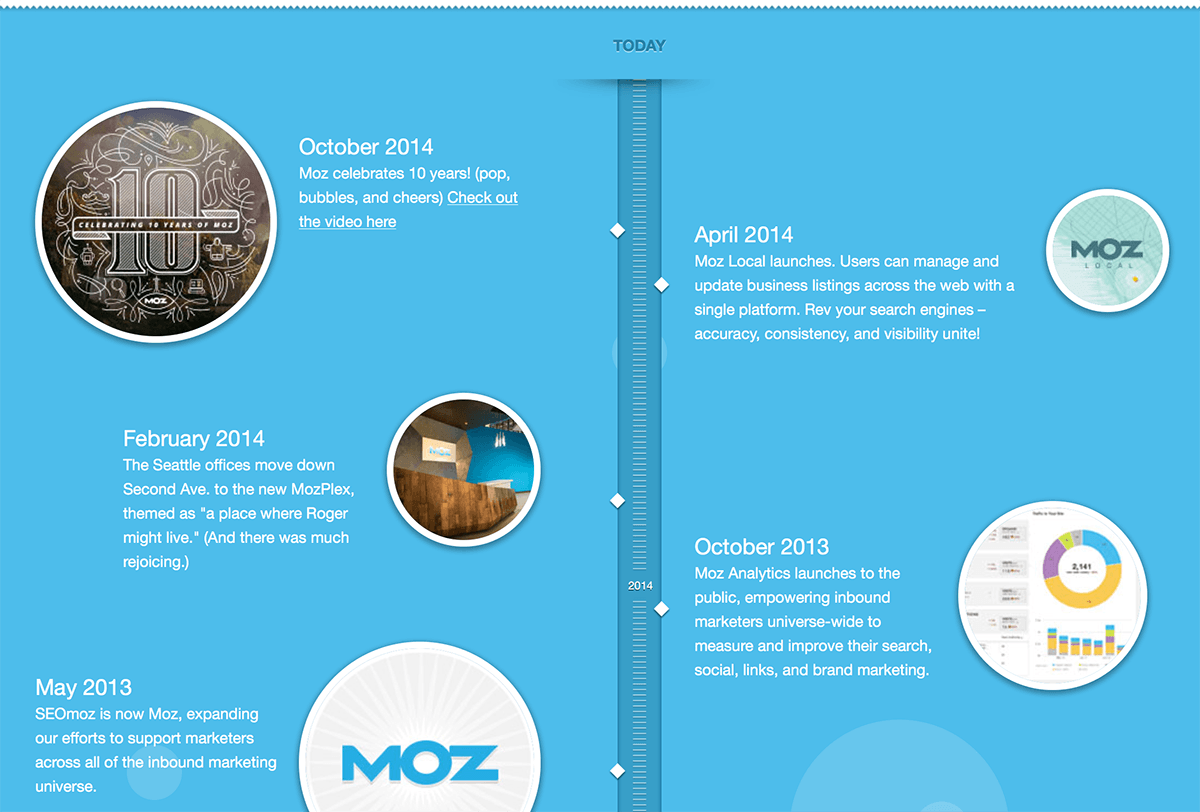 TODAY
October 2014
Moz celebrates 10 years! (pop,
bubbles, and cheers) Check out
the video here
10
CELEBRATING 10 YEARS OF MOZ
MOZ
April 2014
Moz Local launches. Users can manage and
update business listings across the web with a
single platform. Rev your search engines –
accuracy, consistency, and visibility unite!
MOZ
LOCAL
February 2014
The Seattle offices move down
Second Ave. to the new MozPlex,
themed as "a place where Roger
might live." (And there was much
rejoicing.)
MOZ
October 2013
Moz Analytics launches to the
public, empowering inbound
marketers universe-wide to
measure and improve their search,
social, links, and brand marketing.
2,141
2014
May 2013
SEOmoz is now Moz, expanding
our efforts to support marketers
across all of the inbound marketing
universe.
MOZ